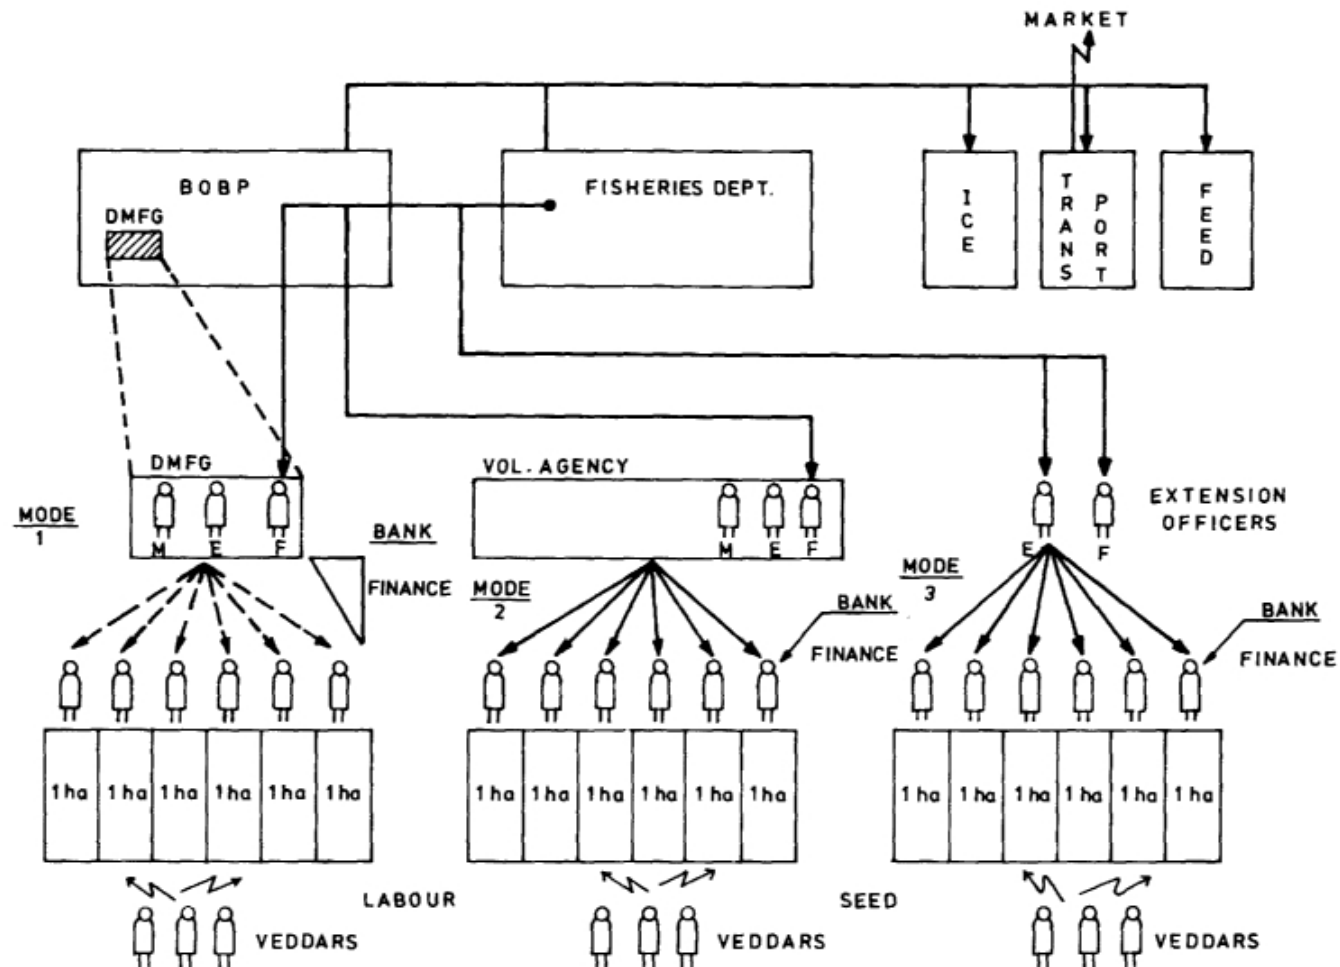 MARKET
BOBP
FISHERIES DEPT.
DMFG
ICE
TRANS
PORT
FEED
DMFG
VOL. AGENCY
EXTENSION
OFFICERS
MODE
1
M E F
BANK
FINANCE
MODE
2
M E F
MODE
3
E F
BANK
FINANCE
BANK
FINANCE
1 ha 1 ha 1 ha 1 ha 1 ha 1 ha
1 ha 1 ha 1 ha 1 ha 1 ha 1 ha
1 ha 1 ha 1 ha 1 ha 1 ha 1 ha
LABOUR
SEED
VEDDARS
VEDDARS
VEDDARS